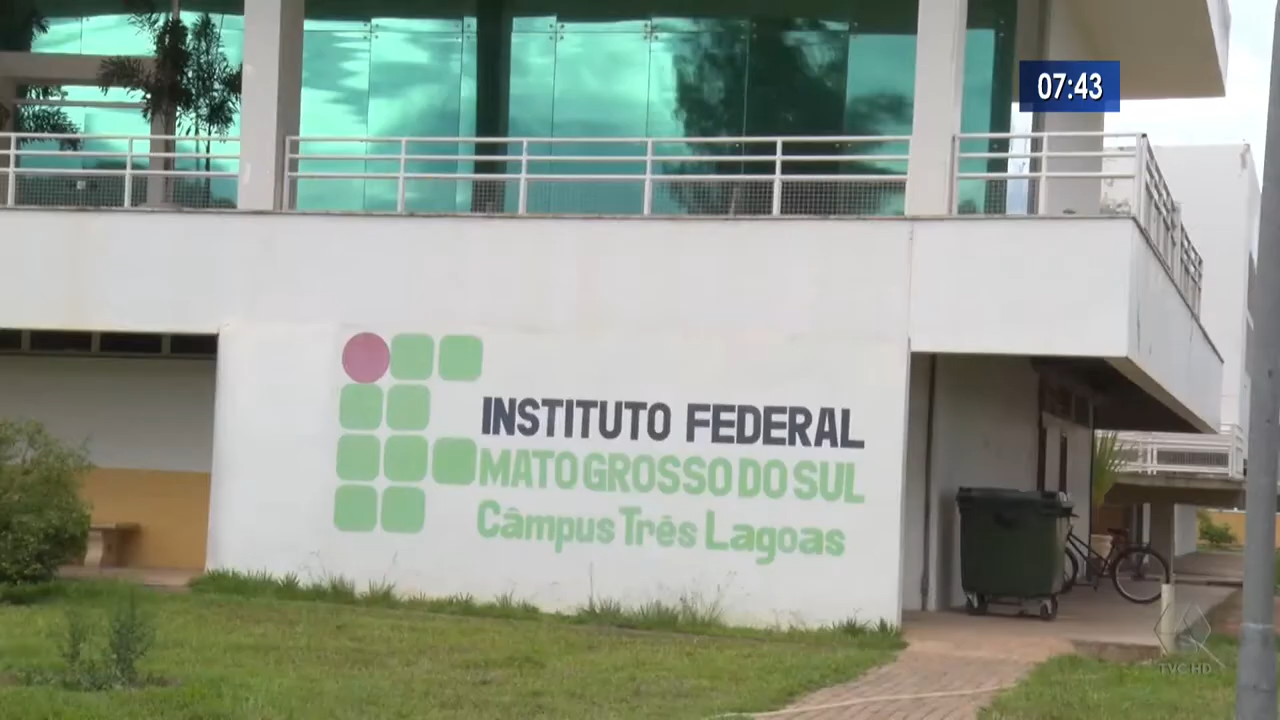 07:43
INSTITUTO FEDERAL
MATO GROSSO DO SUL
Câmpus Três Lagoas
TVC HD